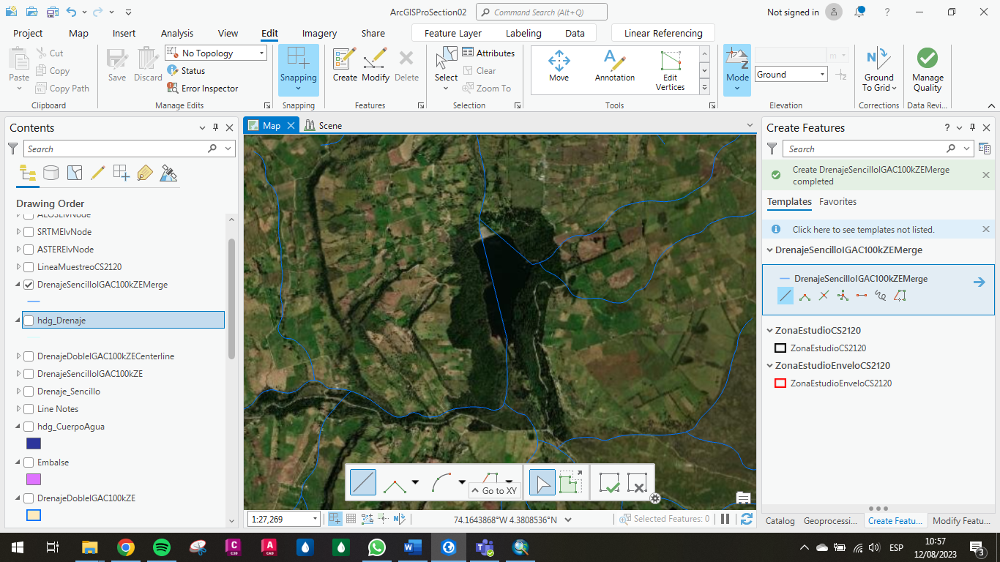 ArcGISProSection02
Command Search (Alt+Q)
Not signed in
?
Project
Map
Insert
Analysis
View
Edit
Imagery
Share
Feature Layer
Labeling
Data
Linear Referencing
Paste
Cut
Copy
Copy Path
Clipboard
Save
Discard
No Topology
Status
Error Inspector
Manage Edits
Snapping
Snapping
Create
Modify
Delete
Features
Select
Attributes
Clear
Zoom To
Selection
Move
Annotation
Edit
Vertices
Tools
Mode
m
Ground
Elevation
Ground
To Grid
Corrections
Manage
Quality
Data Revi...
Contents
Search
Drawing Order
ALOSElvNode
SRTMElvNode
ASTERElvNode
LineaMuestreoCS2120
DrenajeSencilloIGAC100kZEMerge
hdg_Drenaje
DrenajeDobleIGAC100kZECenterline
DrenajeSencilloIGAC100kZE
Drenaje_Sencillo
Line Notes
hdg_CuerpoAgua
Embalse
DrenajeDobleIGAC100kZE
Map
Scene
Go to XY
1:27,269
74.1643868°W 4.3808536°N
Selected Features: 0
Create Features
?
Search
Create DrenajeSencilloIGAC100kZEMerge
completed
Templates
Favorites
Click here to see templates not listed.
DrenajeSencilloIGAC100kZEMerge
DrenajeSencilloIGAC100kZEMerge
ZonaEstudioCS2120
ZonaEstudioCS2120
ZonaEstudioEnveloCS2120
ZonaEstudioEnveloCS2120
Catalog
Geoprocessi...
Create Featu...
Modify Featu...
ESP
10:57
12/08/2023
3